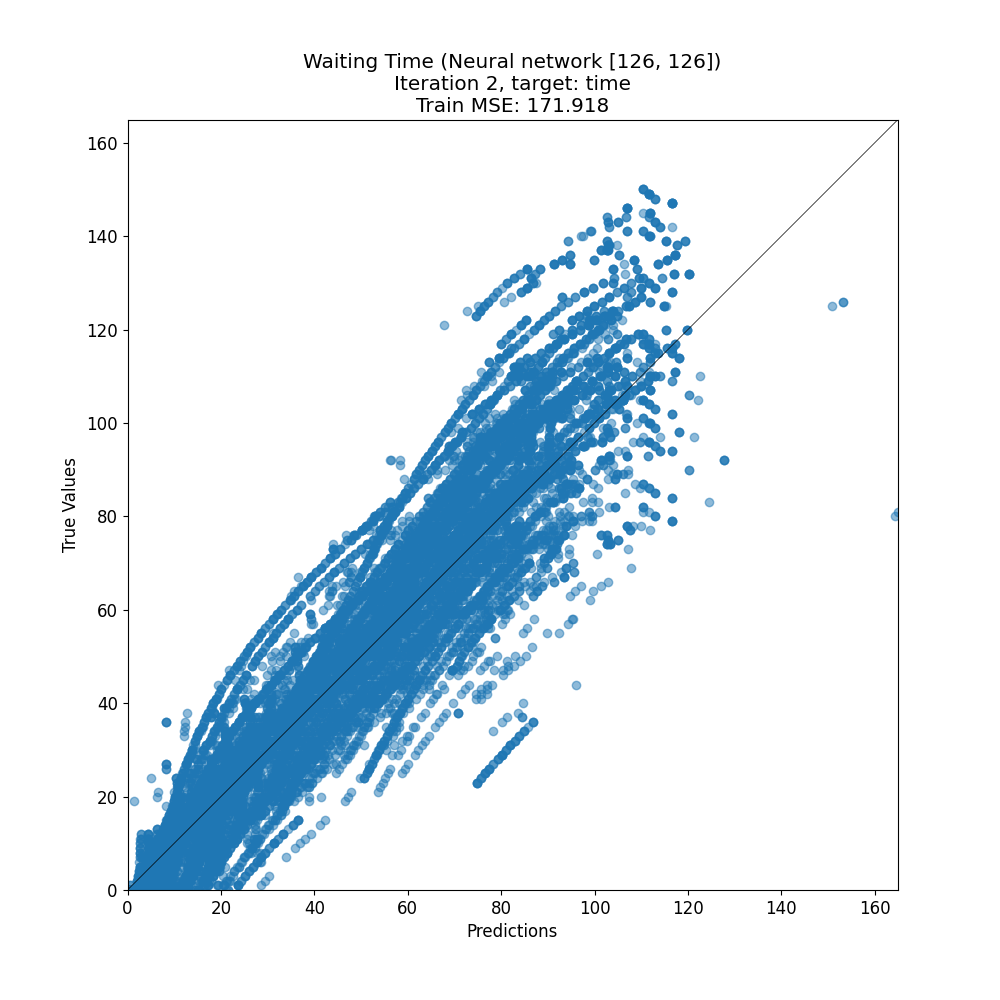 Waiting Time (Neural network [126, 126])
Iteration 2, target: time
Train MSE: 171.918
160
140
120
100
80
60
40
20
0
True Values
0 20 40 60 80 100 120 140 160
Predictions